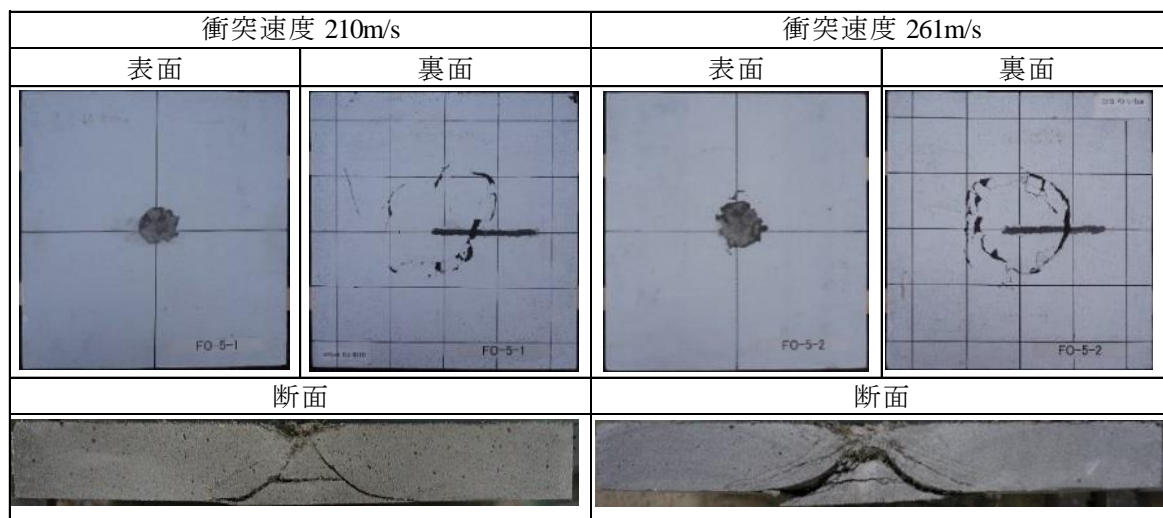 衝突速度 210m/s
衝突速度 261m/s
表面
裏面
表面
裏面
FO-5-1
FO-5-1
FO-5-2
FO-5-2
断面
断面